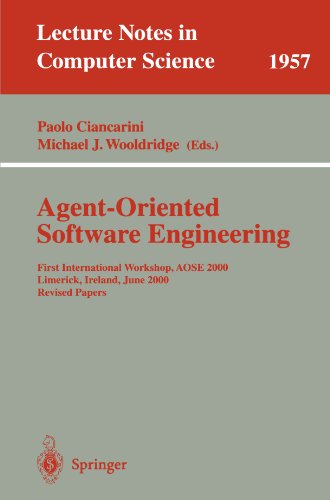 Lecture Notes in
Computer Science 1957
Paolo Ciancarini
Michael J. Wooldridge (Eds.)
Agent-Oriented
Software Engineering
First International Workshop, AOSE 2000
Limerick, Ireland, June 2000
Revised Papers
Springer